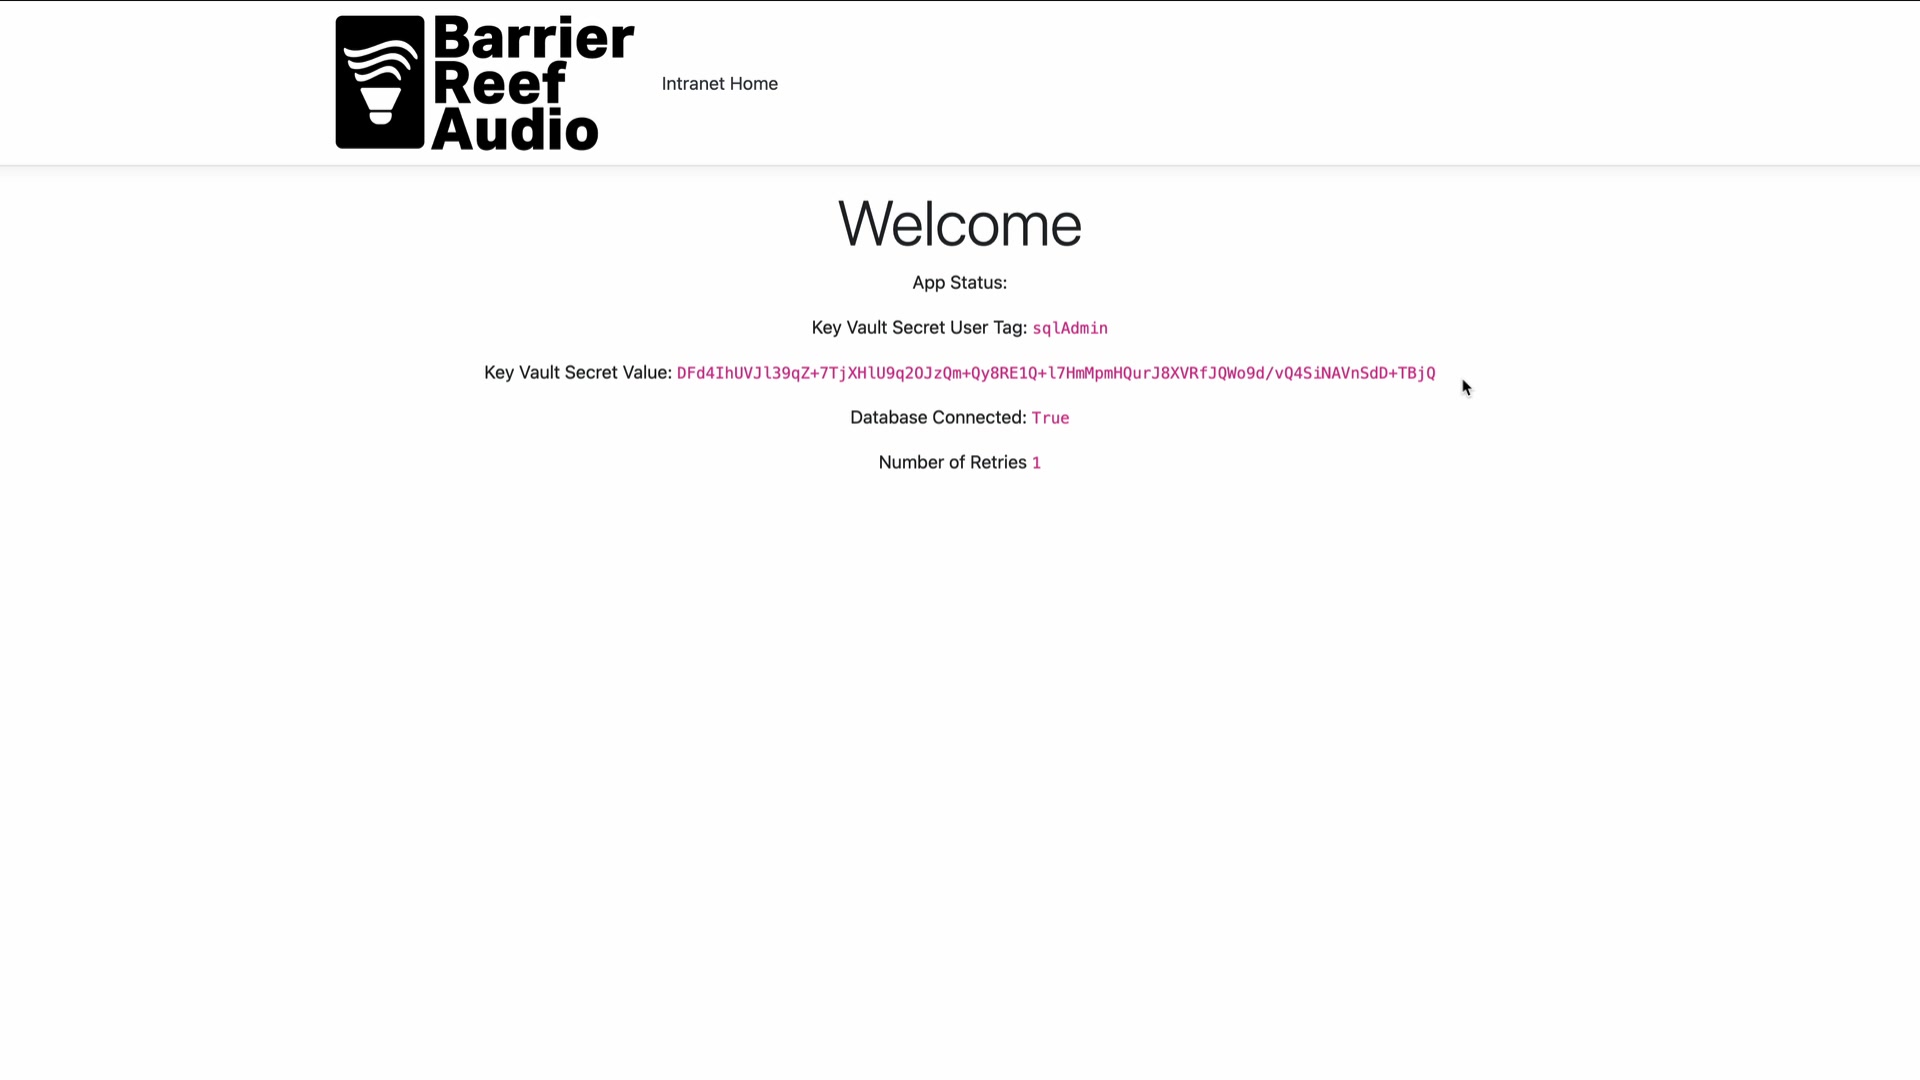 Barrier
Reef
Audio
Intranet Home
Welcome
App Status:
Key Vault Secret User Tag: sqlAdmin
Key Vault Secret Value: DFd4IhUVJl39qZ+7TjXHlU9q2OJzQm+Qy8RE1Q+l7HmMpmHQurJ8XVRfJQWo9d/vQ4SiNAVnSdD+TBjQ
Database Connected: True
Number of Retries 1